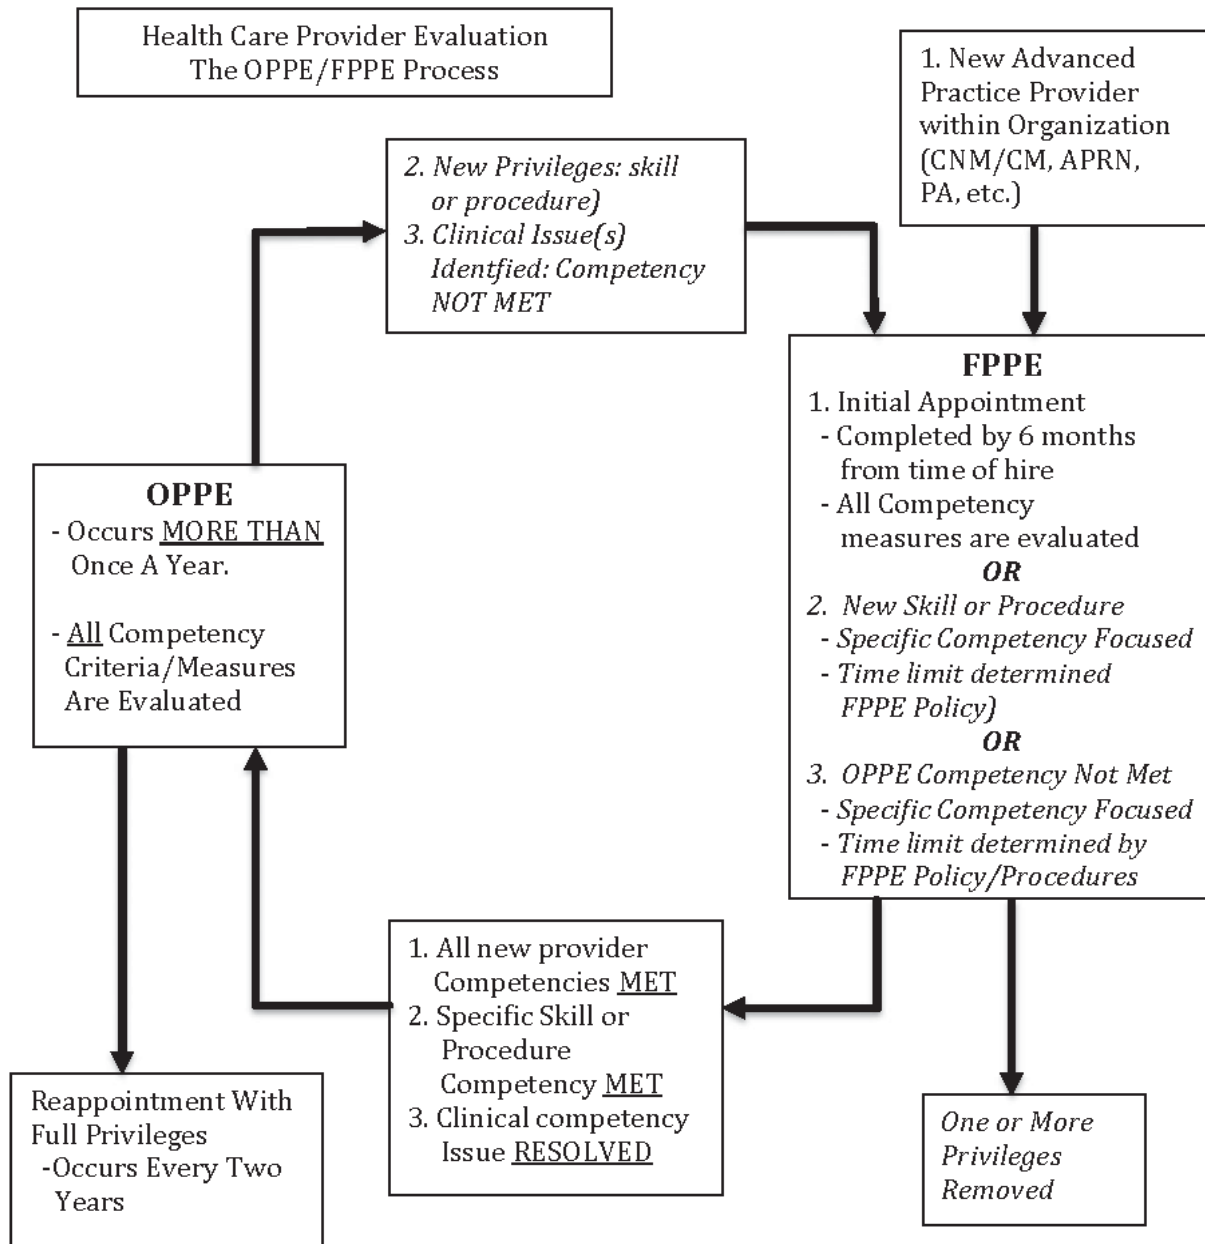 Health Care Provider Evaluation
The OPPE/FPPE Process
1. New Advanced
Practice Provider
within Organization
(CNM/CM, APRN,
PA, etc.)
2. New Privileges: skill
or procedure)
3. Clinical Issue(s)
Identfied: Competency
NOT MET
FPPE
1. Initial Appointment
- Completed by 6 months
from time of hire
- All Competency
measures are evaluated
OR
2. New Skill or Procedure
- Specific Competency Focused
- Time limit determined
FPPE Policy)
OR
3. OPPE Competency Not Met
- Specific Competency Focused
- Time limit determined by
FPPE Policy/Procedures
OPPE
- Occurs MORE THAN
Once A Year.
- All Competency
Criteria/Measures
Are Evaluated
1. All new provider
Competencies MET
2. Specific Skill or
Procedure
Competency MET
3. Clinical competency
Issue RESOLVED
Reappointment With
Full Privileges
-Occurs Every Two
Years
One or More
Privileges
Removed